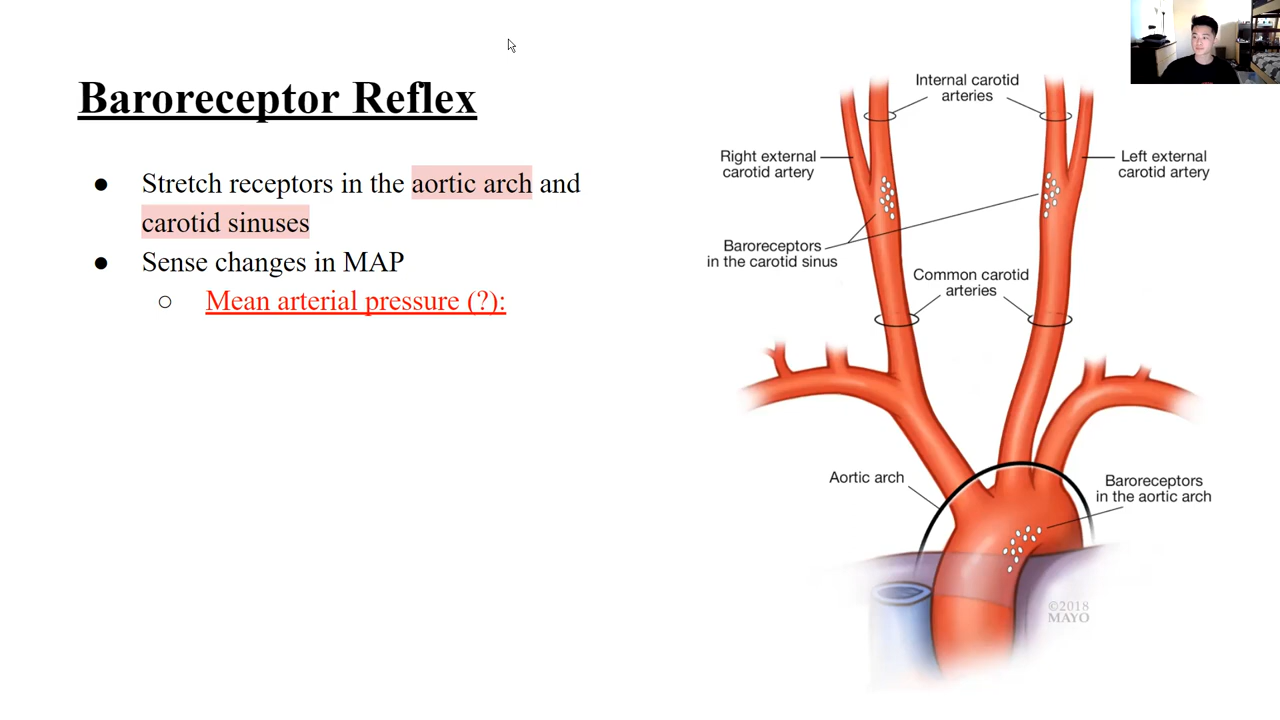 Baroreceptor Reflex
● Stretch receptors in the aortic arch and
carotid sinuses
● Sense changes in MAP
○ Mean arterial pressure (?):
Internal carotid
arteries
Right external
carotid artery
Left external
carotid artery
Baroreceptors
in the carotid sinus
Common carotid
arteries
Aortic arch
Baroreceptors
in the aortic arch
©2018
MAYO